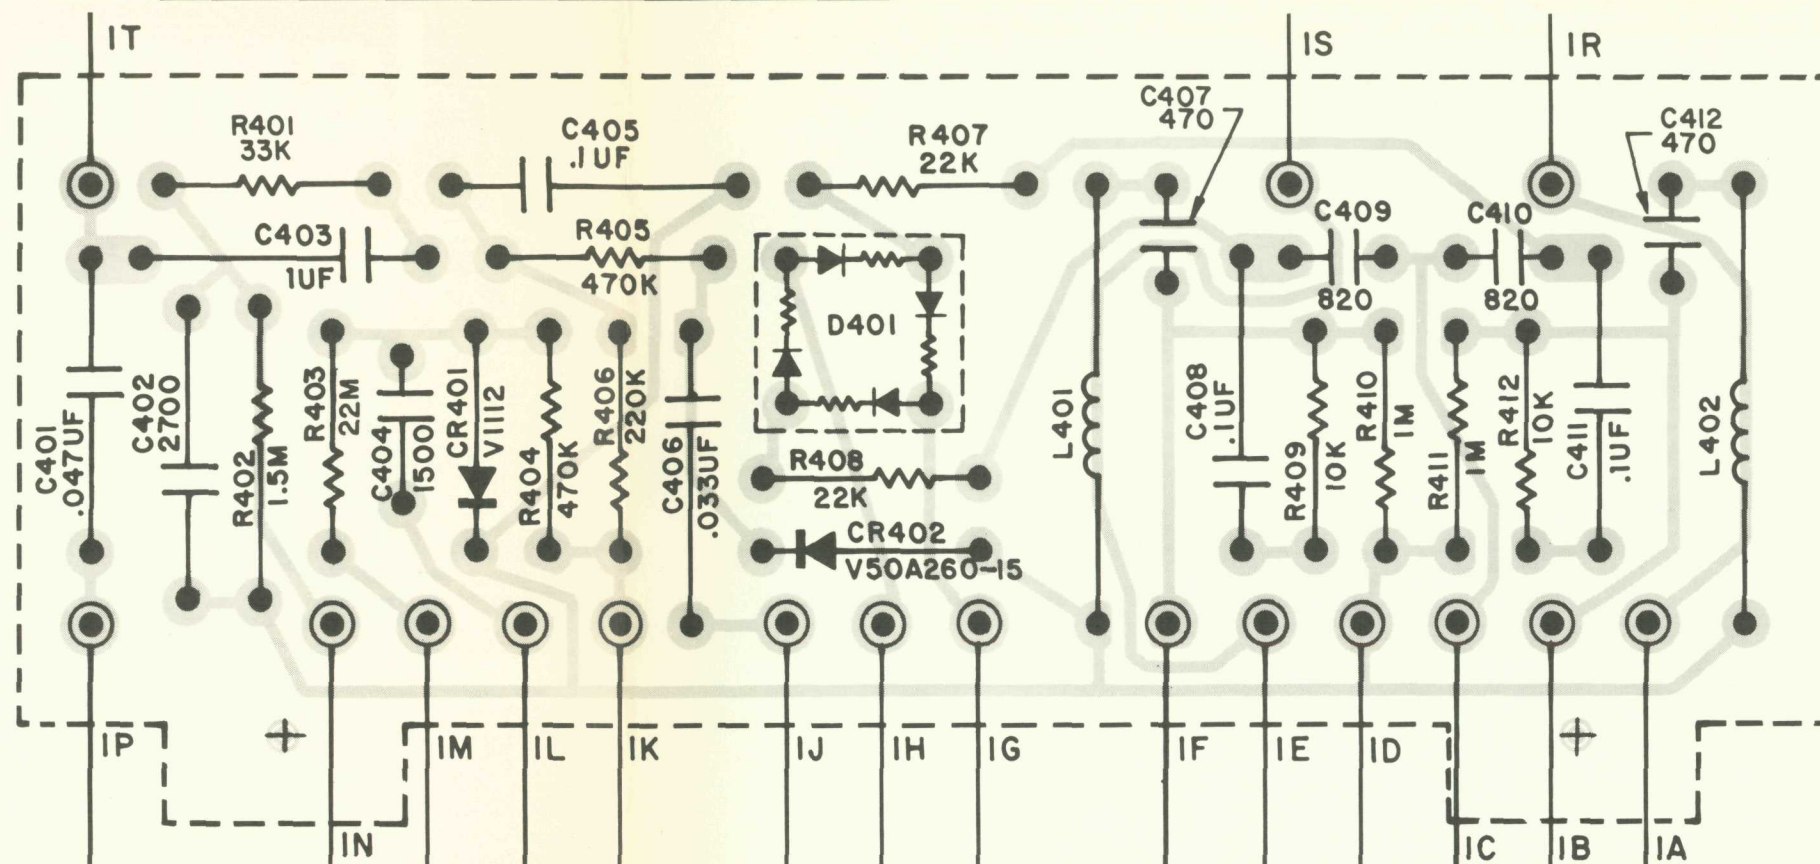 IT
IS
IR
C407
470
C412
470
R401
33K
C405
.1UF
R407
22K
C403
1UF
R405
470K
C409
820
C410
820
D401
C401
.047UF
C402
2700
R402
1.5M
R403
22M
C404
1500
CR401
V1112
R404
470K
R406
220K
C406
.033UF
R408
22K
CR402
V50A260-15
L401
C408
.1UF
R409
10K
R410
1M
R411
1M
R412
10K
C411
.1UF
L402
IP
IM
IL
IK
IJ
IH
IG
IF
IE
ID
IN
IC
IB
IA